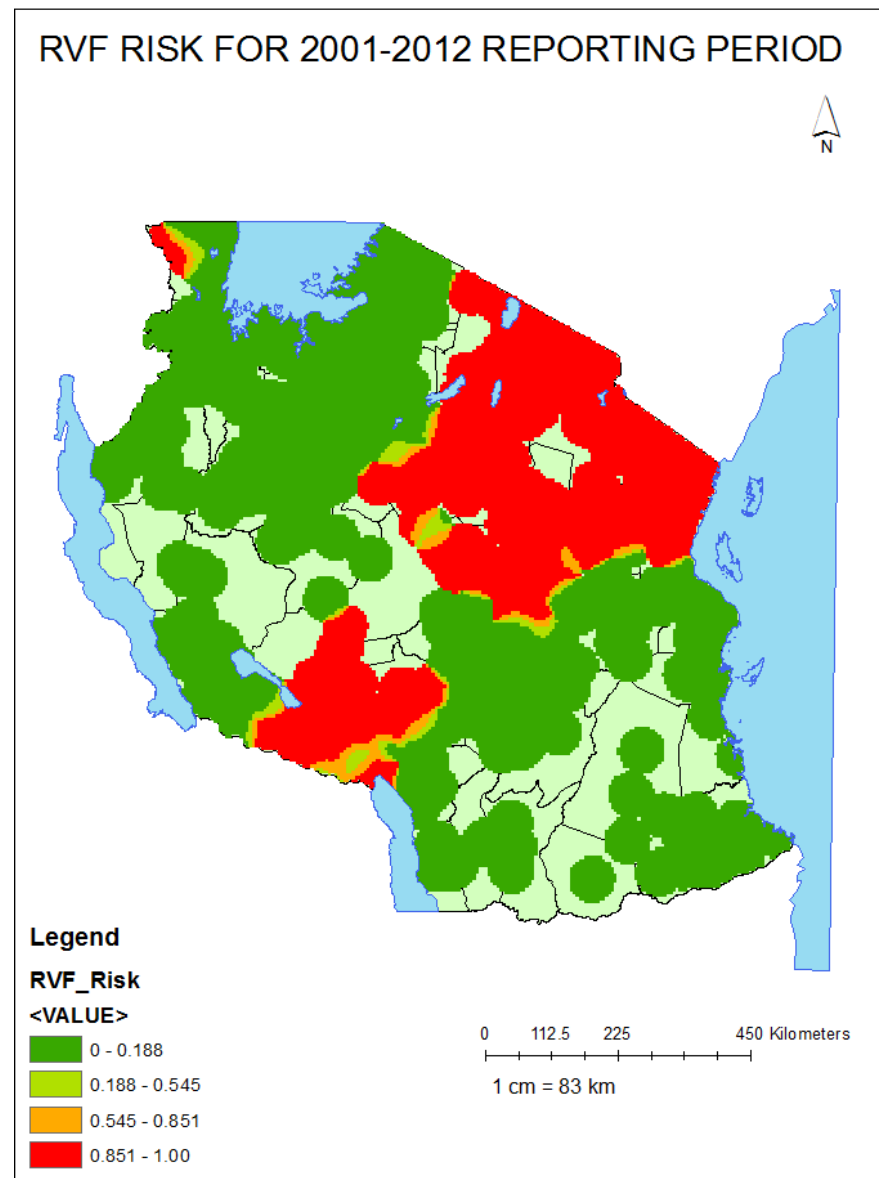 RVF RISK FOR 2001-2012 REPORTING PERIOD
N
Legend
RVF_Risk
<VALUE>
0 - 0.188
0.188 - 0.545
0.545 - 0.851
0.851 - 1.00
0 112.5 225 450 Kilometers
1 cm = 83 km